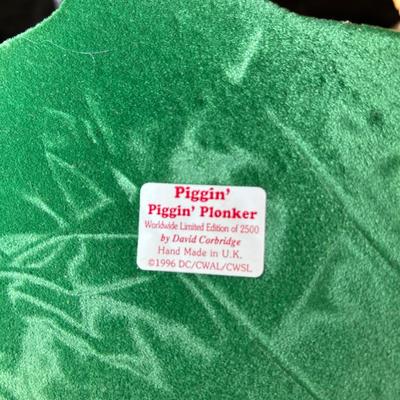 Piggin'
Piggin' Plonker
Worldwide Limited Edition of 2500
by David Corbridge
Hand Made in U.K.
©1996 DC/CWAL/CWSL